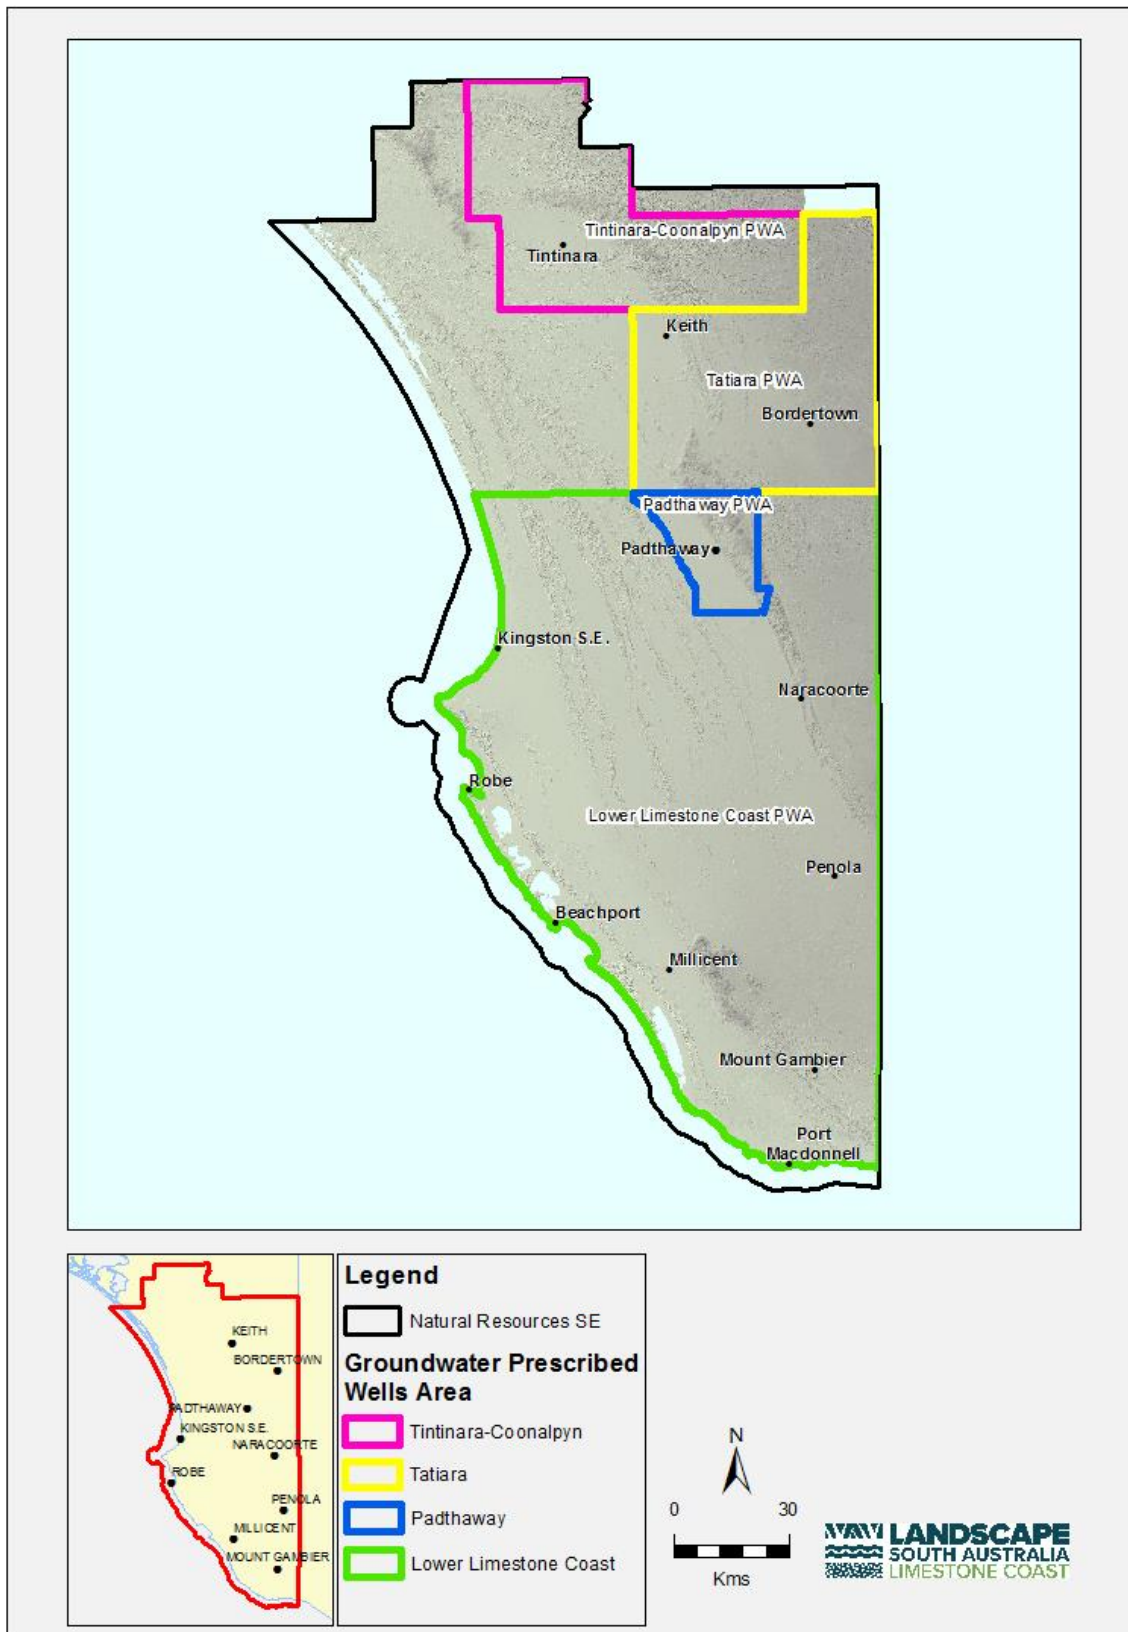 Tintinara-Coonalpyn PWA
Tintinara
Keith
Tatiara PWA
Bordertown
Padthaway PWA
Padthaway
Kingston S.E.
Naracoorte
Robe
Lower Limestone Coast PWA
Penola
Beachport
Millicent
Mount Gambier
Port
Macdonnell
KEITH
BORDERTOWN
PADTHAWAY
KINGSTON S.E.
NARACOORTE
ROBE
PENOLA
MILLICENT
MOUNT GAMBIER
Legend
Natural Resources SE
Groundwater Prescribed
Wells Area
Tintinara-Coonalpyn
Tatiara
Padthaway
Lower Limestone Coast
N
0 30
Kms
LANDSCAPE
SOUTH AUSTRALIA
LIMESTONE COAST